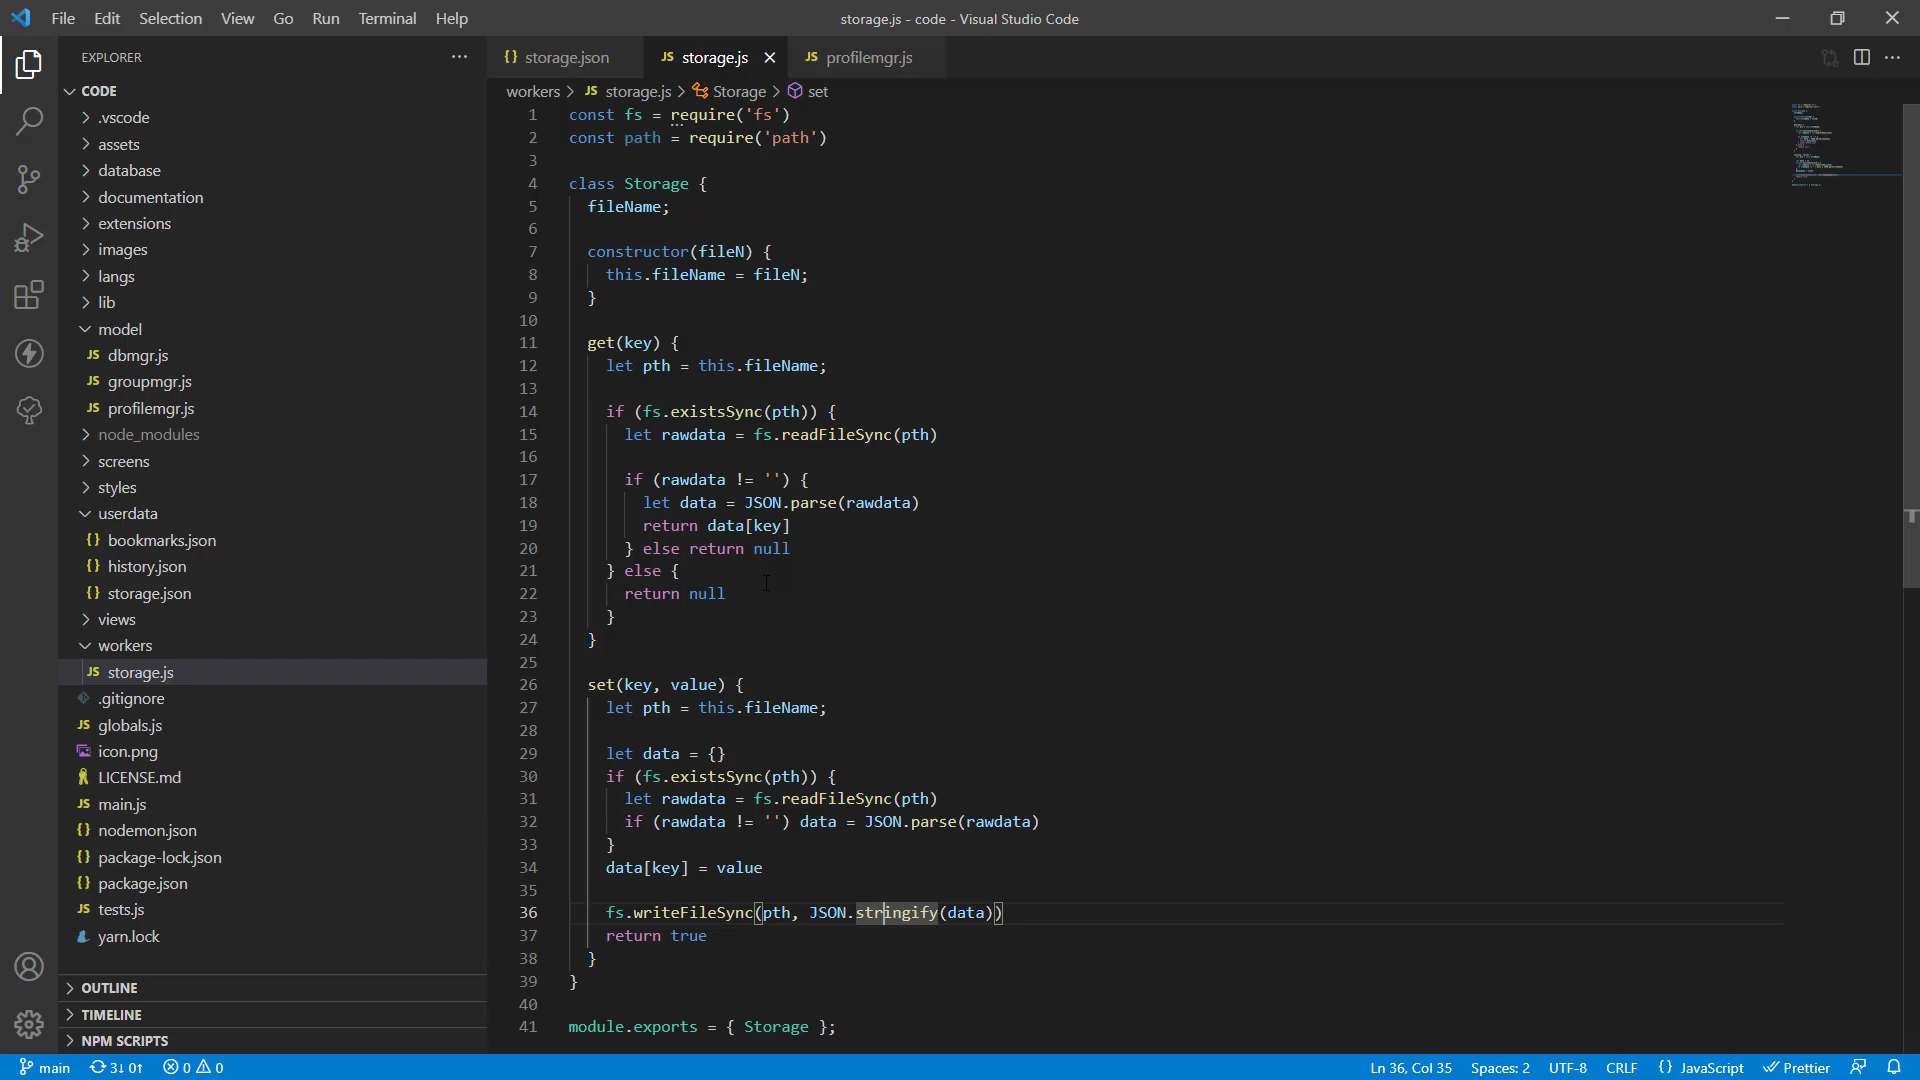 File Edit Selection View Go Run Terminal Help
storage.js - code - Visual Studio Code
EXPLORER
CODE
.vscode
assets
database
documentation
extensions
images
langs
lib
model
JS dbmgr.js
JS groupmgr.js
JS profilemgr.js
node_modules
screens
styles
userdata
{} bookmarks.json
{} history.json
{} storage.json
views
workers
JS storage.js
.gitignore
JS globals.js
icon.png
LICENSE.md
JS main.js
{} nodemon.json
{} package-lock.json
{} package.json
JS tests.js
yarn.lock
OUTLINE
TIMELINE
NPM SCRIPTS
{} storage.json JS storage.js JS profilemgr.js
workers > JS storage.js > Storage > set
1 const fs = require('fs')
2 const path = require('path')
3
4 class Storage {
5 fileName;
6
7 constructor(fileN) {
8 this.fileName = fileN;
9 }
10
11 get(key) {
12 let pth = this.fileName;
13
14 if (fs.existsSync(pth)) {
15 let rawdata = fs.readFileSync(pth)
16
17 if (rawdata != '') {
18 let data = JSON.parse(rawdata)
19 return data[key]
20 } else return null
21 } else {
22 return null
23 }
24 }
25
26 set(key, value) {
27 let pth = this.fileName;
28
29 let data = {}
30 if (fs.existsSync(pth)) {
31 let rawdata = fs.readFileSync(pth)
32 if (rawdata != '') data = JSON.parse(rawdata)
33 }
34 data[key] = value
35
36 fs.writeFileSync(pth, JSON.stringify(data))
37 return true
38 }
39 }
40
41 module.exports = { Storage };
main 3↓ 0↑ 0 0 Ln 36, Col 35 Spaces: 2 UTF-8 CRLF {} JavaScript Prettier